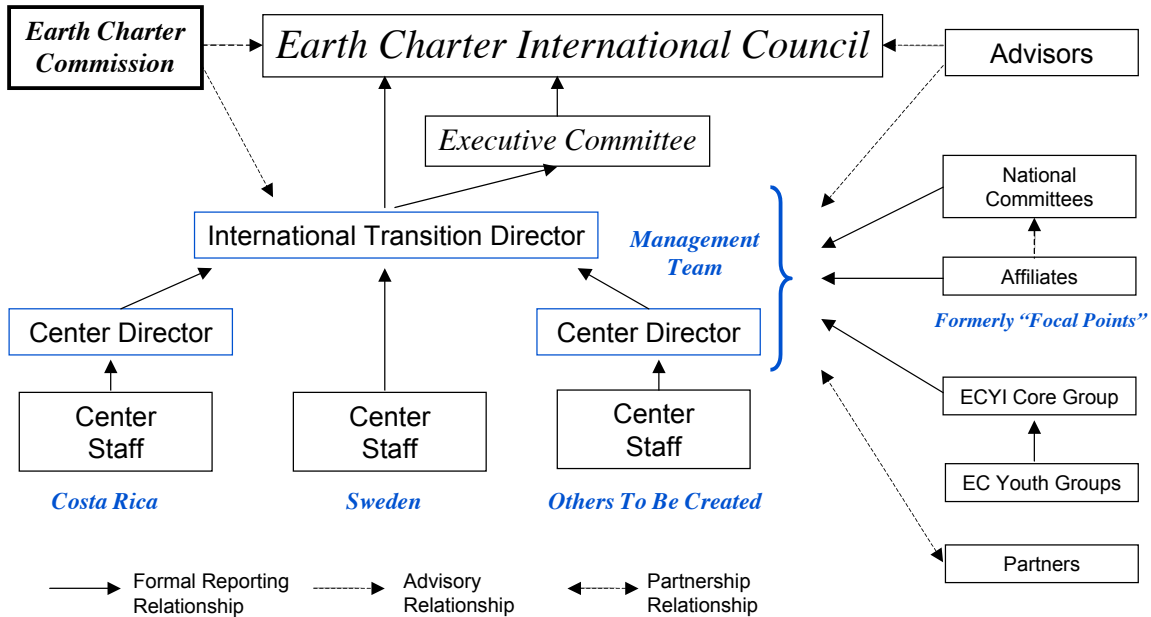 Earth Charter
Commission
Earth Charter International Council
Advisors
Executive Committee
National
Committees
International Transition Director
Management
Team
Affiliates
Formerly “Focal Points”
Center Director
Center Director
ECYI Core Group
Center
Staff
Center
Staff
Center
Staff
EC Youth Groups
Costa Rica
Sweden
Others To Be Created
Partners
Formal Reporting
Relationship
Advisory
Relationship
Partnership
Relationship